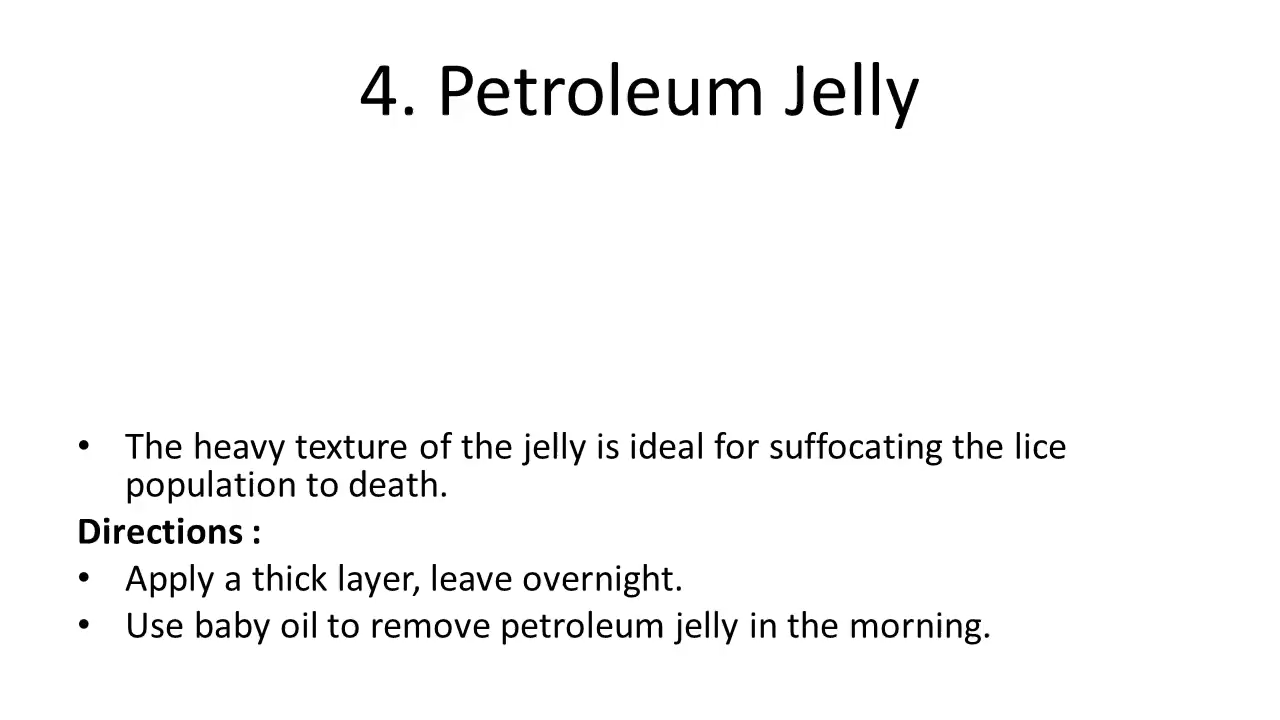 4. Petroleum Jelly
• The heavy texture of the jelly is ideal for suffocating the lice
population to death.
Directions :
• Apply a thick layer, leave overnight.
• Use baby oil to remove petroleum jelly in the morning.